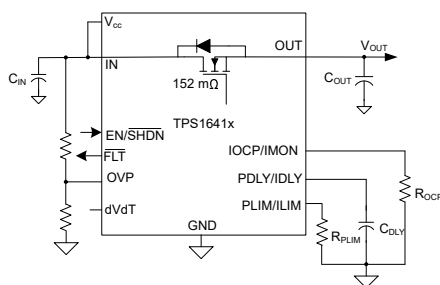 Vcc
IN
OUT
VOUT
CIN
COUT
152 mΩ
TPS1641x
EN/SHDN
FLT
OVP
dVdT
GND
IOCP/IMON
PDLY/IDLY
PLIM/ILIM
ROCP
RPLIM
CDLY